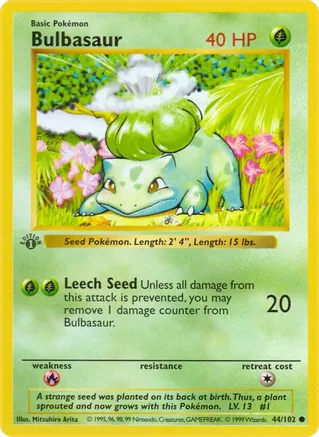 Basic Pokémon
Bulbasaur 40 HP
EDITION
1
Seed Pokémon. Length: 2' 4", Length: 15 lbs.
Leech Seed Unless all damage from
this attack is prevented, you may
remove 1 damage counter from
Bulbasaur.
20
weakness resistance retreat cost
A strange seed was planted on its back at birth. Thus, a plant
sprouted and now grows with this Pokémon. LV. 13 #1
Illus. Mitsuhiro Arita © 1995, 96, 98, 99 Nintendo, Creatures, GAMEFREAK. © 1999 Wizards. 44/102